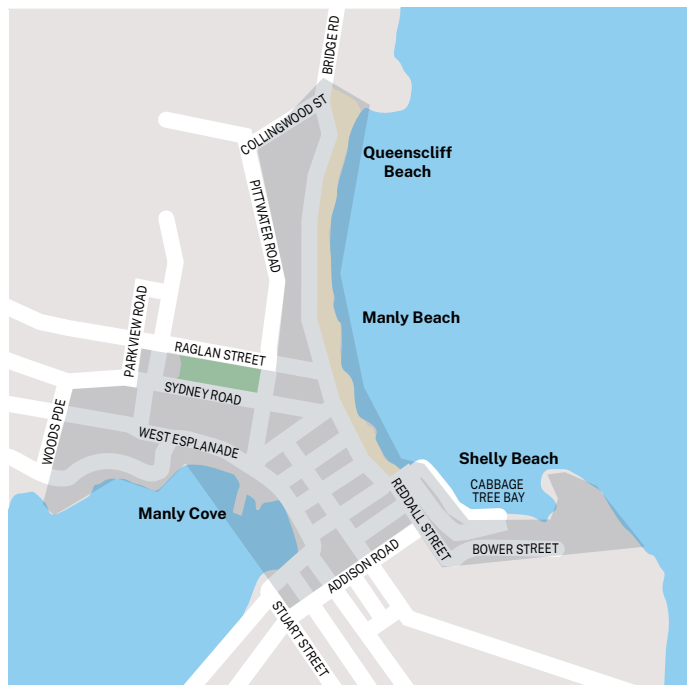 BRIDGE RD
COLLINGWOOD ST
Queenscliff
Beach
PITTWATER ROAD
PARKVIEW ROAD
Manly Beach
RAGLAN STREET
SYDNEY ROAD
WOODS PDE
WEST ESPLANADE
Shelly Beach
CABBAGE
TREE BAY
REDDALL STREET
Manly Cove
BOWER STREET
ADDISON ROAD
STUART STREET